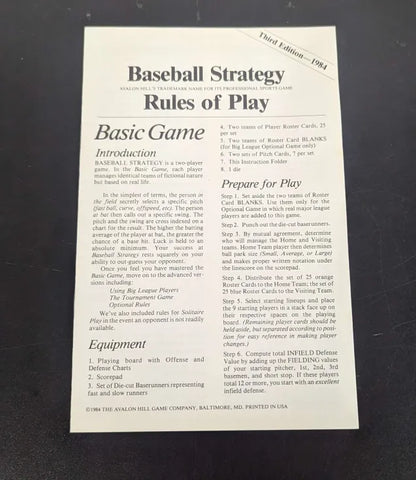 Third Edition—1984
Baseball Strategy
AVALON HILL'S TRADEMARK NAME FOR ITS PROFESSIONAL SPORTS GAME
Rules of Play
Basic Game
Introduction
BASEBALL STRATEGY is a two-player
game. In the Basic Game, each player
manages identical teams of fictional nature
but based on real life.
In the simplest of terms, the person in
the field secretly selects a specific pitch
(fast ball, curve, offspeed, etc). The person
at bat then calls out a specific swing. The
pitch and the swing are cross indexed on a
chart for the result. The higher the batting
average of the player at bat, the greater the
chance of a base hit. Luck is held to an
absolute minimum. Your success at
Baseball Strategy rests squarely on your
ability to out-guess your opponent.
Once you feel you have mastered the
Basic Game, move on to the advanced ver-
sions including:
Using Big League Players
The Tournament Game
Optional Rules
We've also included rules for Solitaire
Play in the event an opponent is not readily
available.
Equipment
1. Playing board with Offense and
Defense Charts
2. Scorepad
3. Set of Die-cut Baserunners representing
fast and slow runners
4. Two teams of Player Roster Cards, 25
per set
5. Two teams of Roster Card BLANKS
(for Big League Optional Game only)
6. Two sets of Pitch Cards, 7 per set
7. This Instruction Folder
8. 1 die
Prepare for Play
Step 1. Set aside the two teams of Roster
Card BLANKS. Use them only for the
Optional Game in which real major league
players are added to this game.
Step 2. Punch out the die-cut baserunners.
Step 3. By mutual agreement, determine
who will manage the Home and Visiting
teams. Home Team player then determines
ball park size (Small, Average, or Large)
and makes proper written notation under
the linescore on the scorepad.
Step 4. Distribute the set of 25 orange
Roster Cards to the Home Team; the set of
25 blue Roster Cards to the Visiting Team.
Step 5. Select starting lineups and place
the 9 starting players in a stack face up on
their respective spaces on the playing
board. (Remaining player cards should be
held aside, but separated according to posi-
tion for easy reference in making player
changes.)
Step 6. Compute total INFIELD Defense
Value by adding up the FIELDING values
of your starting pitcher, 1st, 2nd, 3rd
basemen, and short stop. If these players
total 12 or more, you start with an excellent
infield defense.
©1984 THE AVALON HILL GAME COMPANY, BALTIMORE, MD. PRINTED IN USA